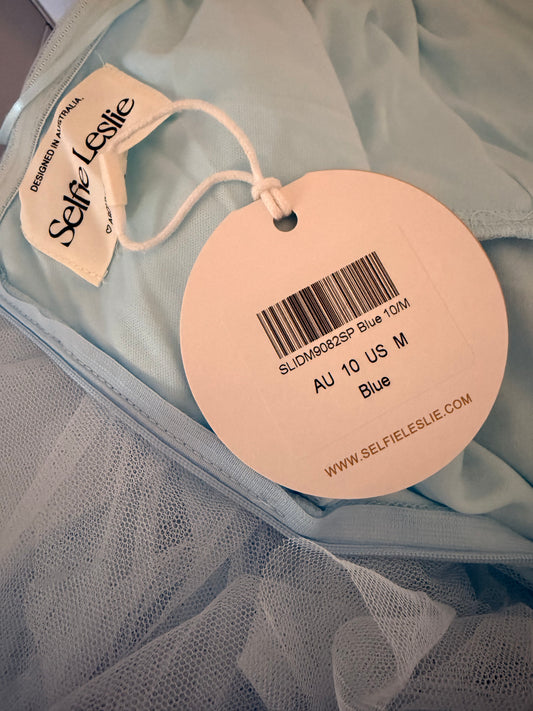 DESIGNED IN AUSTRALIA.
Selfie Leslie
SLIDM9082SP Blue 10/M
AU 10 US M
Blue
WWW.SELFIELESLIE.COM